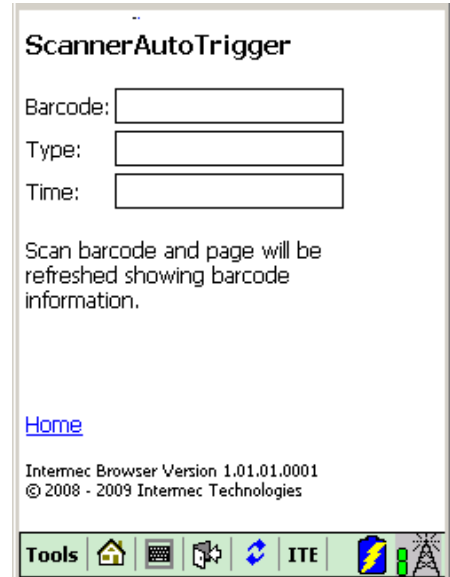 ScannerAutoTrigger
Barcode:
Type:
Time:
Scan barcode and page will be
refreshed showing barcode
information.
Home
Intermec Browser Version 1.01.01.0001
© 2008 - 2009 Intermec Technologies
Tools ITE